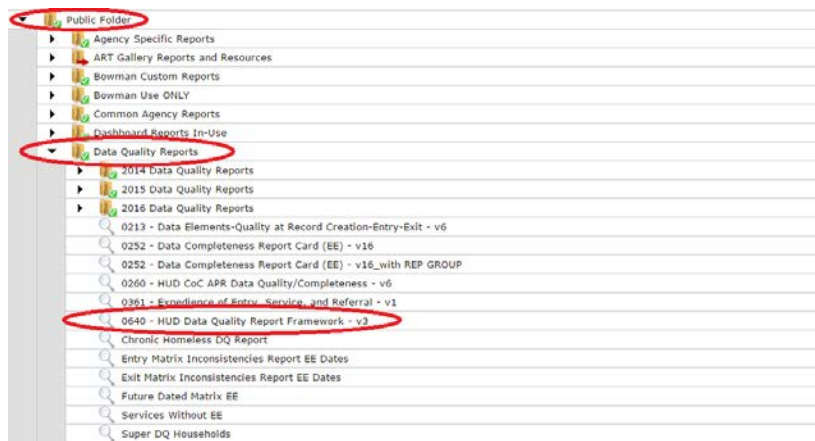 Public Folder
Agency Specific Reports
ART Gallery Reports and Resources
Bowman Custom Reports
Bowman Use ONLY
Common Agency Reports
Dashboard Reports In-Use
Data Quality Reports
2014 Data Quality Reports
2015 Data Quality Reports
2016 Data Quality Reports
0213 - Data Elements-Quality at Record Creation-Entry-Exit - v6
0252 - Data Completeness Report Card (EE) - v16
0252 - Data Completeness Report Card (EE) - v16_with REP GROUP
0260 - HUD CoC APR Data Quality/Completeness - v6
0361 - Expedience of Entry, Service, and Referral - v1
0640 - HUD Data Quality Report Framework - v3
Chronic Homeless DQ Report
Entry Matrix Inconsistencies Report EE Dates
Exit Matrix Inconsistencies Report EE Dates
Future Dated Matrix EE
Services Without EE
Super DQ Households